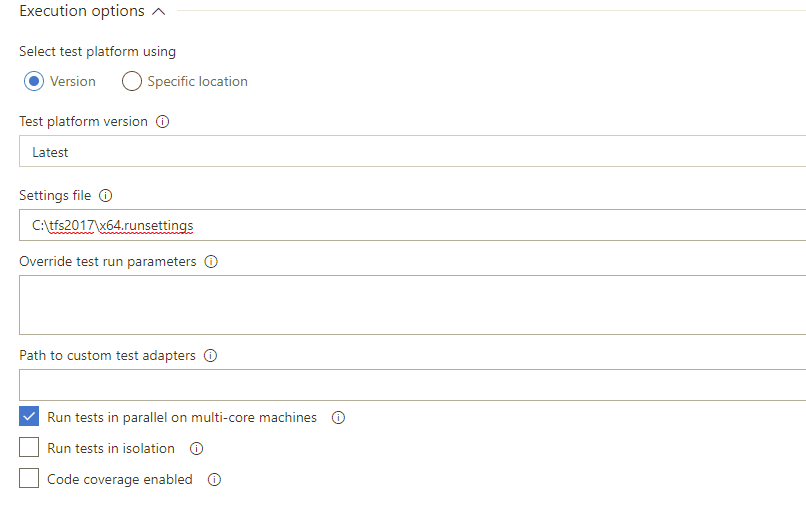 Execution options
Select test platform using
Version Specific location
Test platform version
Latest
Settings file
C:\tfs2017\x64.runsettings
Override test run parameters
Path to custom test adapters
Run tests in parallel on multi-core machines
Run tests in isolation
Code coverage enabled